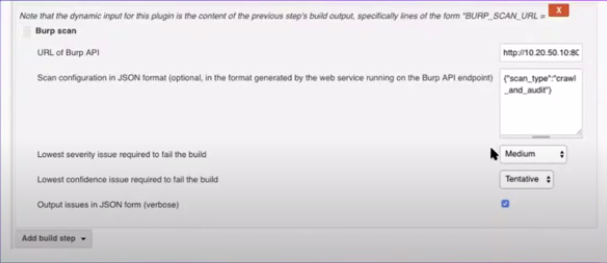 Note that the dynamic input for this plugin is the content of the previous step's build output, specifically lines of the form "BURP_SCAN_URL =
X
Burp scan
URL of Burp API
http://10.20.50.10:8
Scan configuration in JSON format (optional, in the format generated by the web service running on the Burp API endpoint)
{"scan_type":"crawl
_and_audit"}
Lowest severity issue required to fail the build
Medium
Lowest confidence issue required to fail the build
Tentative
Output issues in JSON form (verbose)
Add build step